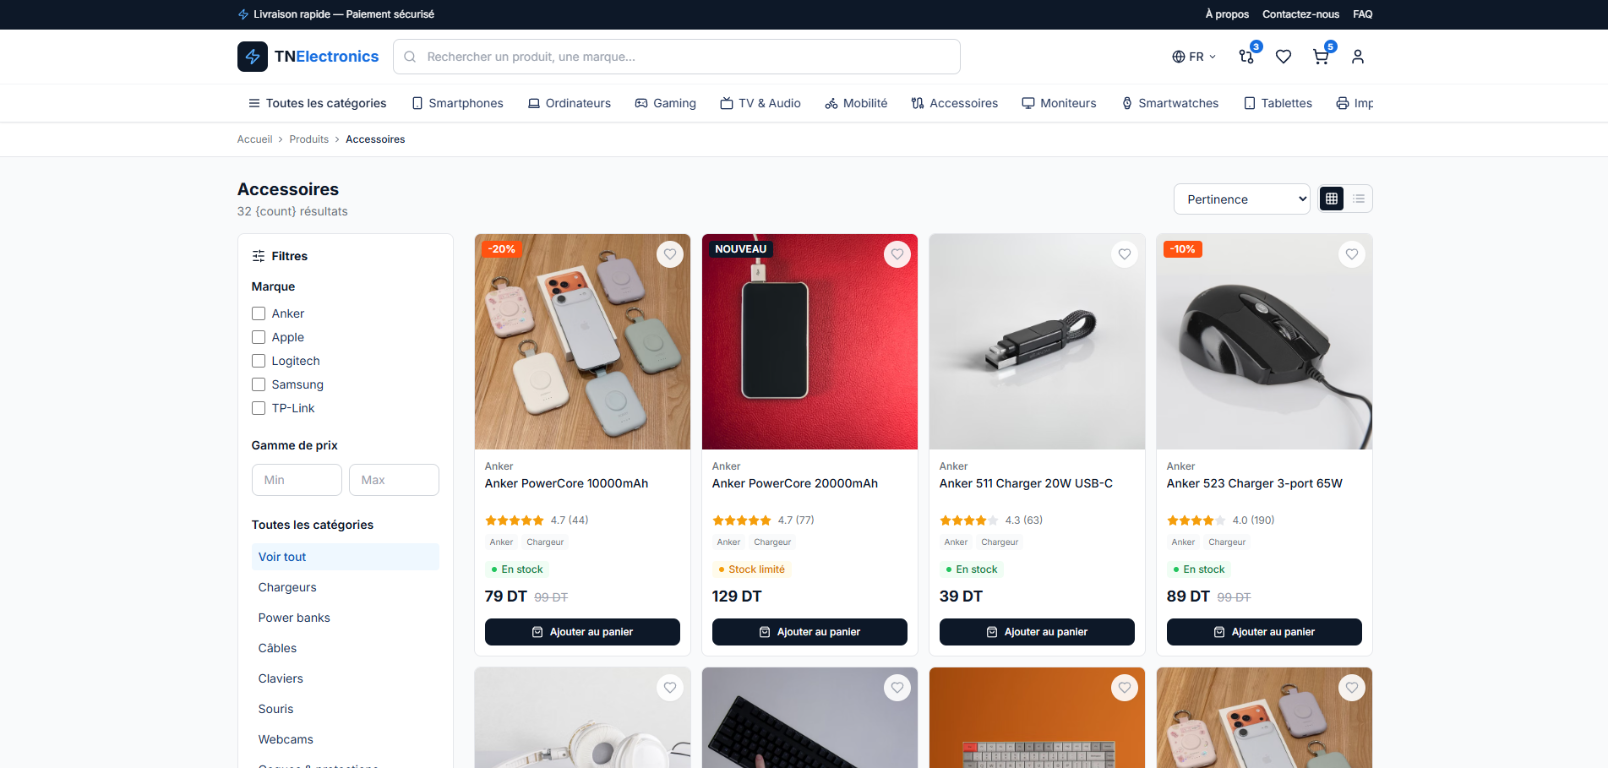 Livraison rapide — Paiement sécurisé
À propos Contactez-nous FAQ
TNElectronics
Rechercher un produit, une marque...
FR
3
5
Toutes les catégories Smartphones Ordinateurs Gaming TV & Audio Mobilité Accessoires Moniteurs Smartwatches Tablettes Imp
Accueil > Produits > Accessoires
Accessoires
32 {count} résultats
Pertinence
Filtres
Marque
Anker
Apple
Logitech
Samsung
TP-Link
Gamme de prix
Min Max
Toutes les catégories
Voir tout
Chargeurs
Power banks
Câbles
Claviers
Souris
Webcams
-20%
Anker
Anker PowerCore 10000mAh
4.7 (44)
Anker Chargeur
En stock
79 DT 99 DT
Ajouter au panier
NOUVEAU
Anker
Anker PowerCore 20000mAh
4.7 (77)
Anker Chargeur
Stock limité
129 DT
Ajouter au panier
Anker
Anker 511 Charger 20W USB-C
4.3 (63)
Anker Chargeur
En stock
39 DT
Ajouter au panier
-10%
Anker
Anker 523 Charger 3-port 65W
4.0 (190)
Anker Chargeur
En stock
89 DT 99 DT
Ajouter au panier